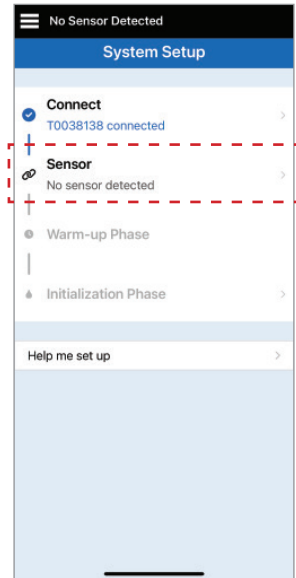 No Sensor Detected
System Setup
Connect
T0038138 connected
Sensor
No sensor detected
Warm-up Phase
Initialization Phase
Help me set up